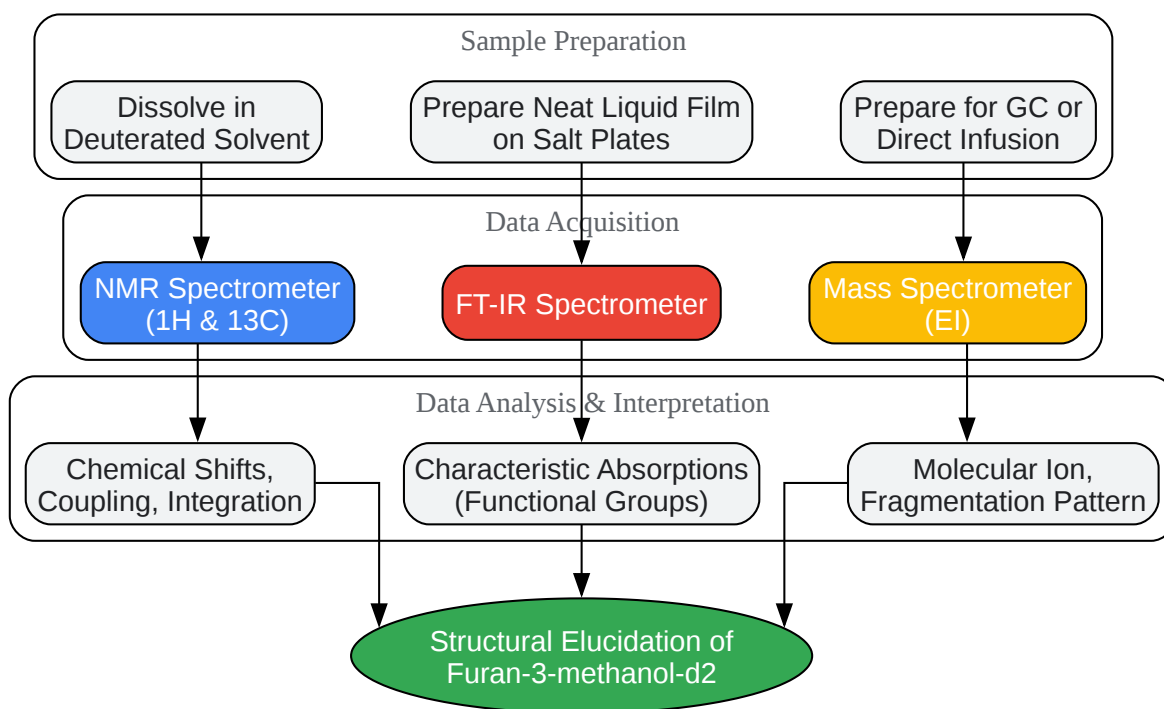 Sample Preparation
Dissolve in
Deuterated Solvent
Prepare Neat Liquid Film
on Salt Plates
Prepare for GC or
Direct Infusion
Data Acquisition
NMR Spectrometer
(1H & 13C)
FT-IR Spectrometer
Mass Spectrometer
(EI)
Data Analysis & Interpretation
Chemical Shifts,
Coupling, Integration
Characteristic Absorptions
(Functional Groups)
Molecular Ion,
Fragmentation Pattern
Structural Elucidation of
Furan-3-methanol-d2